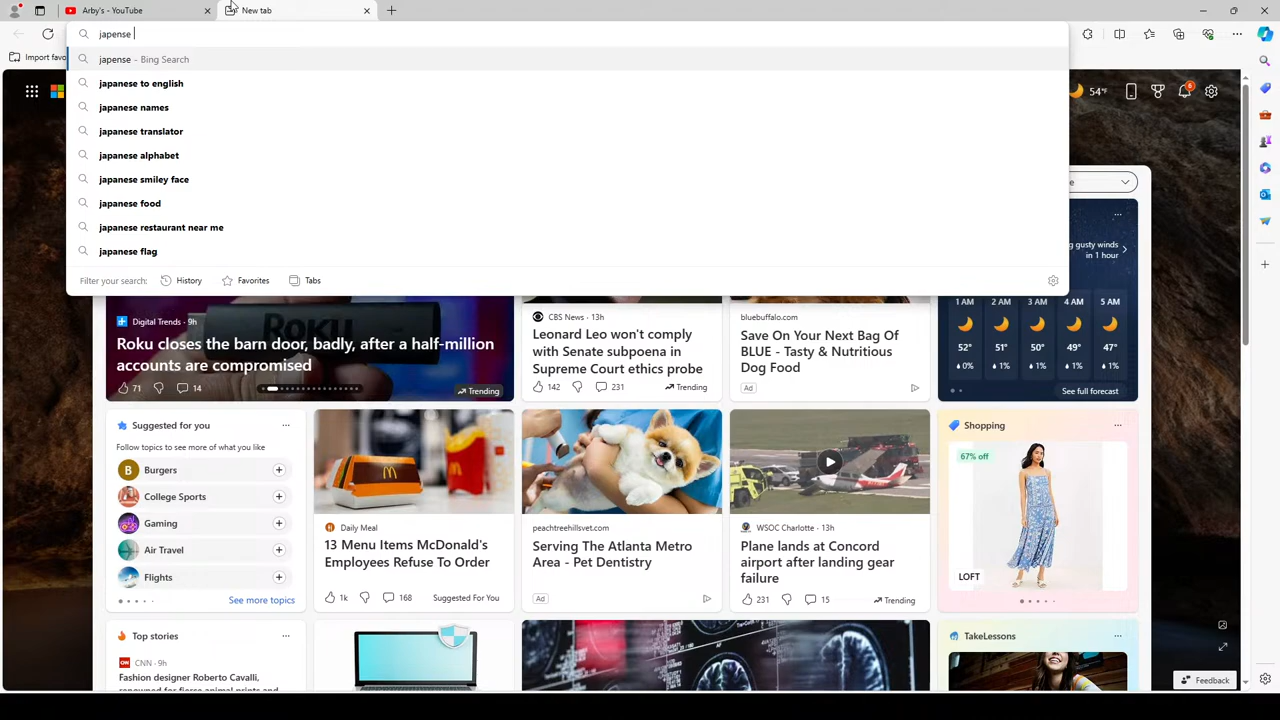 Arby's - YouTube
New tab
japense
Import favo
japense - Bing Search
japanese to english
japanese names
japanese translator
japanese alphabet
japanese smiley face
japanese food
japanese restaurant near me
japanese flag
Filter your search:
History
Favorites
Tabs
54°F
6
e
g gusty winds
in 1 hour
1 AM 2 AM 3 AM 4 AM 5 AM
52° 51° 50° 49° 47°
0% 1% 1% 1% 1%
See full forecast
Digital Trends · 9h
Roku closes the barn door, badly, after a half-million
accounts are compromised
71 14
Trending
Roku
CBS News · 13h
Leonard Leo won't comply
with Senate subpoena in
Supreme Court ethics probe
142 231 Trending
bluebuffalo.com
Save On Your Next Bag Of
BLUE - Tasty & Nutritious
Dog Food
Ad
Suggested for you
Follow topics to see more of what you like
B Burgers
College Sports
Gaming
Air Travel
Flights
See more topics
Daily Meal
13 Menu Items McDonald's
Employees Refuse To Order
1k 168 Suggested For You
peachtreehillsvet.com
Serving The Atlanta Metro
Area - Pet Dentistry
Ad
WSOC Charlotte · 13h
Plane lands at Concord
airport after landing gear
failure
231 15 Trending
Shopping
67% off
LOFT
Top stories
CNN · 9h
Fashion designer Roberto Cavalli,
renowned for fierce animal prints and
TakeLessons
Feedback